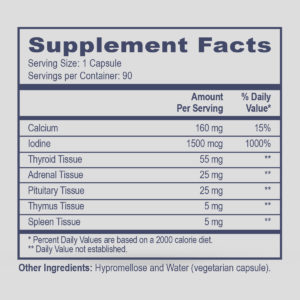 Supplement Facts
Serving Size: 1 Capsule
Servings per Container: 90
Amount Per Serving % Daily Value*
Calcium 160 mg 15%
Iodine 1500 mcg 1000%
Thyroid Tissue 55 mg **
Adrenal Tissue 25 mg **
Pituitary Tissue 25 mg **
Thymus Tissue 5 mg **
Spleen Tissue 5 mg **
* Percent Daily Values are based on a 2000 calorie diet.
** Daily Value not established.
Other Ingredients: Hypromellose and Water (vegetarian capsule).